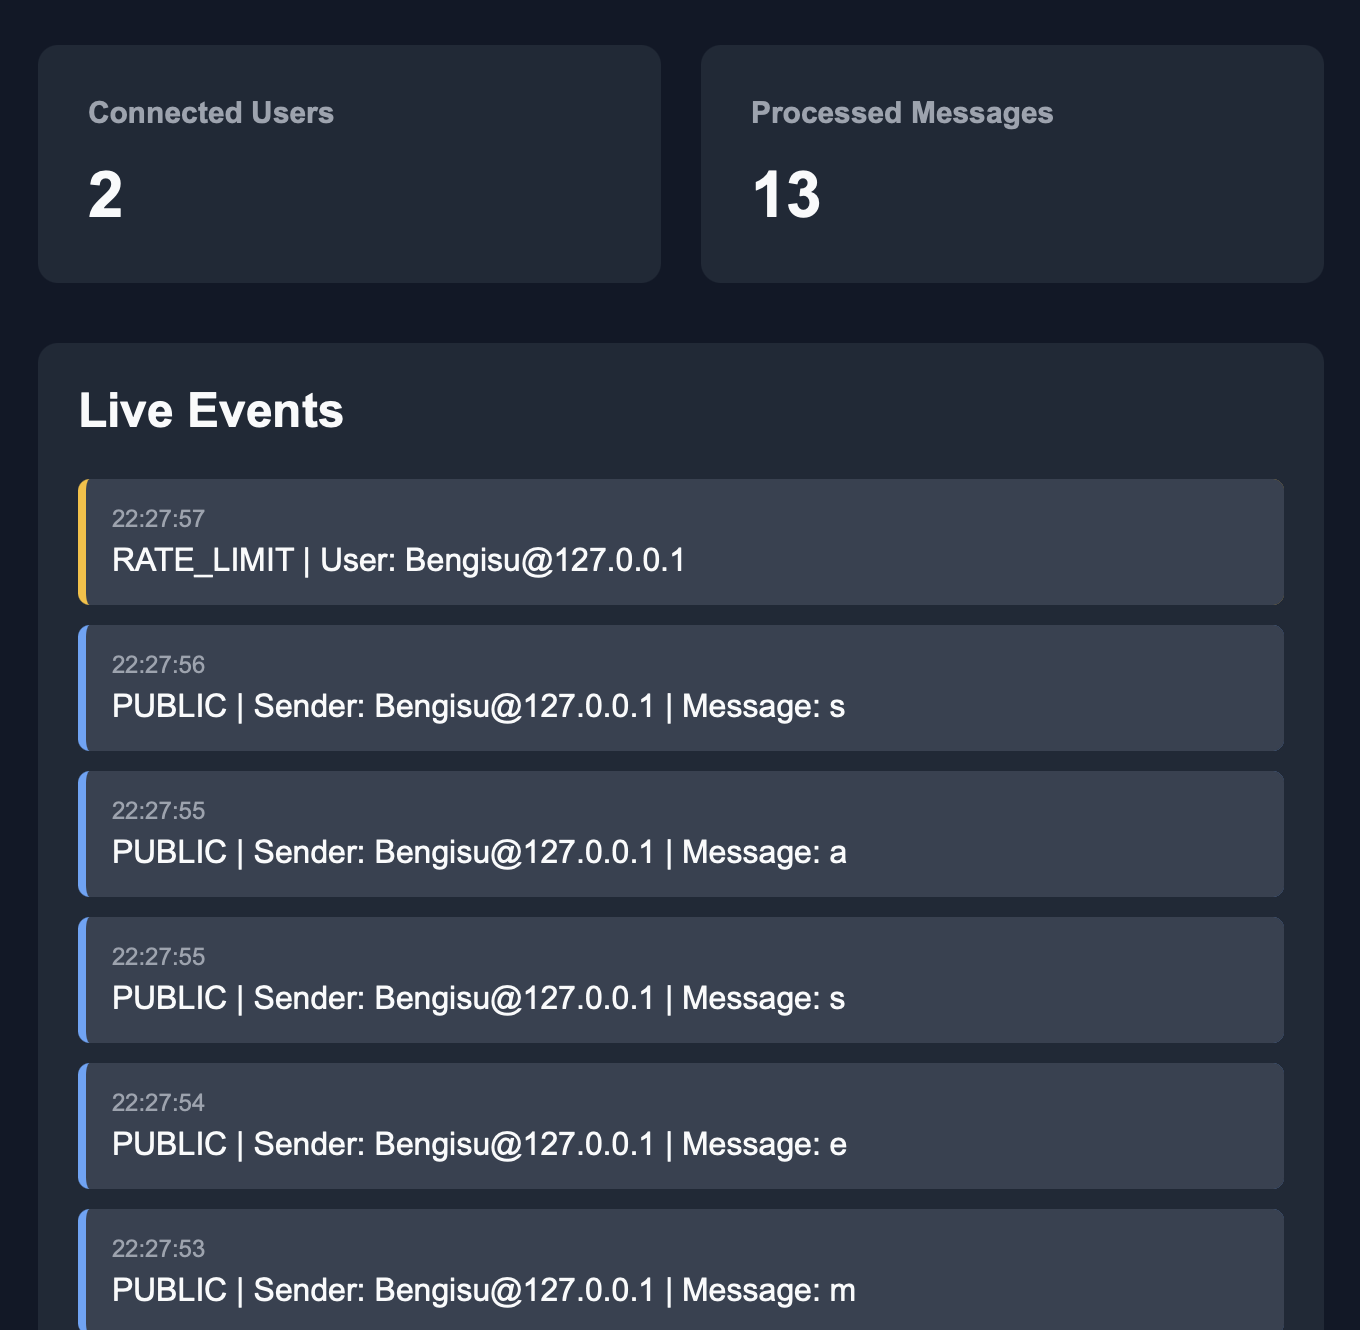 Connected Users
2
Processed Messages
13
Live Events
22:27:57
RATE_LIMIT | User: Bengisu@127.0.0.1
22:27:56
PUBLIC | Sender: Bengisu@127.0.0.1 | Message: s
22:27:55
PUBLIC | Sender: Bengisu@127.0.0.1 | Message: a
22:27:55
PUBLIC | Sender: Bengisu@127.0.0.1 | Message: s
22:27:54
PUBLIC | Sender: Bengisu@127.0.0.1 | Message: e
22:27:53
PUBLIC | Sender: Bengisu@127.0.0.1 | Message: m